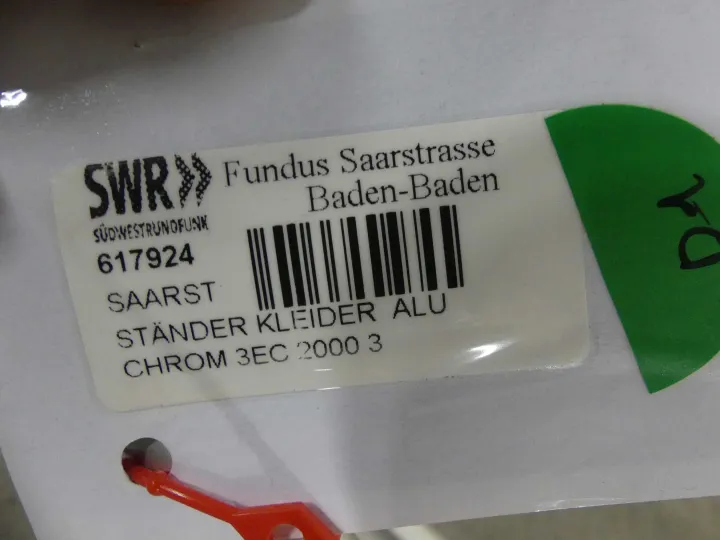 SWR»
Fundus Saarstrasse
Baden-Baden
SÜDWESTRUNDFUNK
617924
SAARST
STÄNDER KLEIDER ALU
CHROM 3EC 2000 3